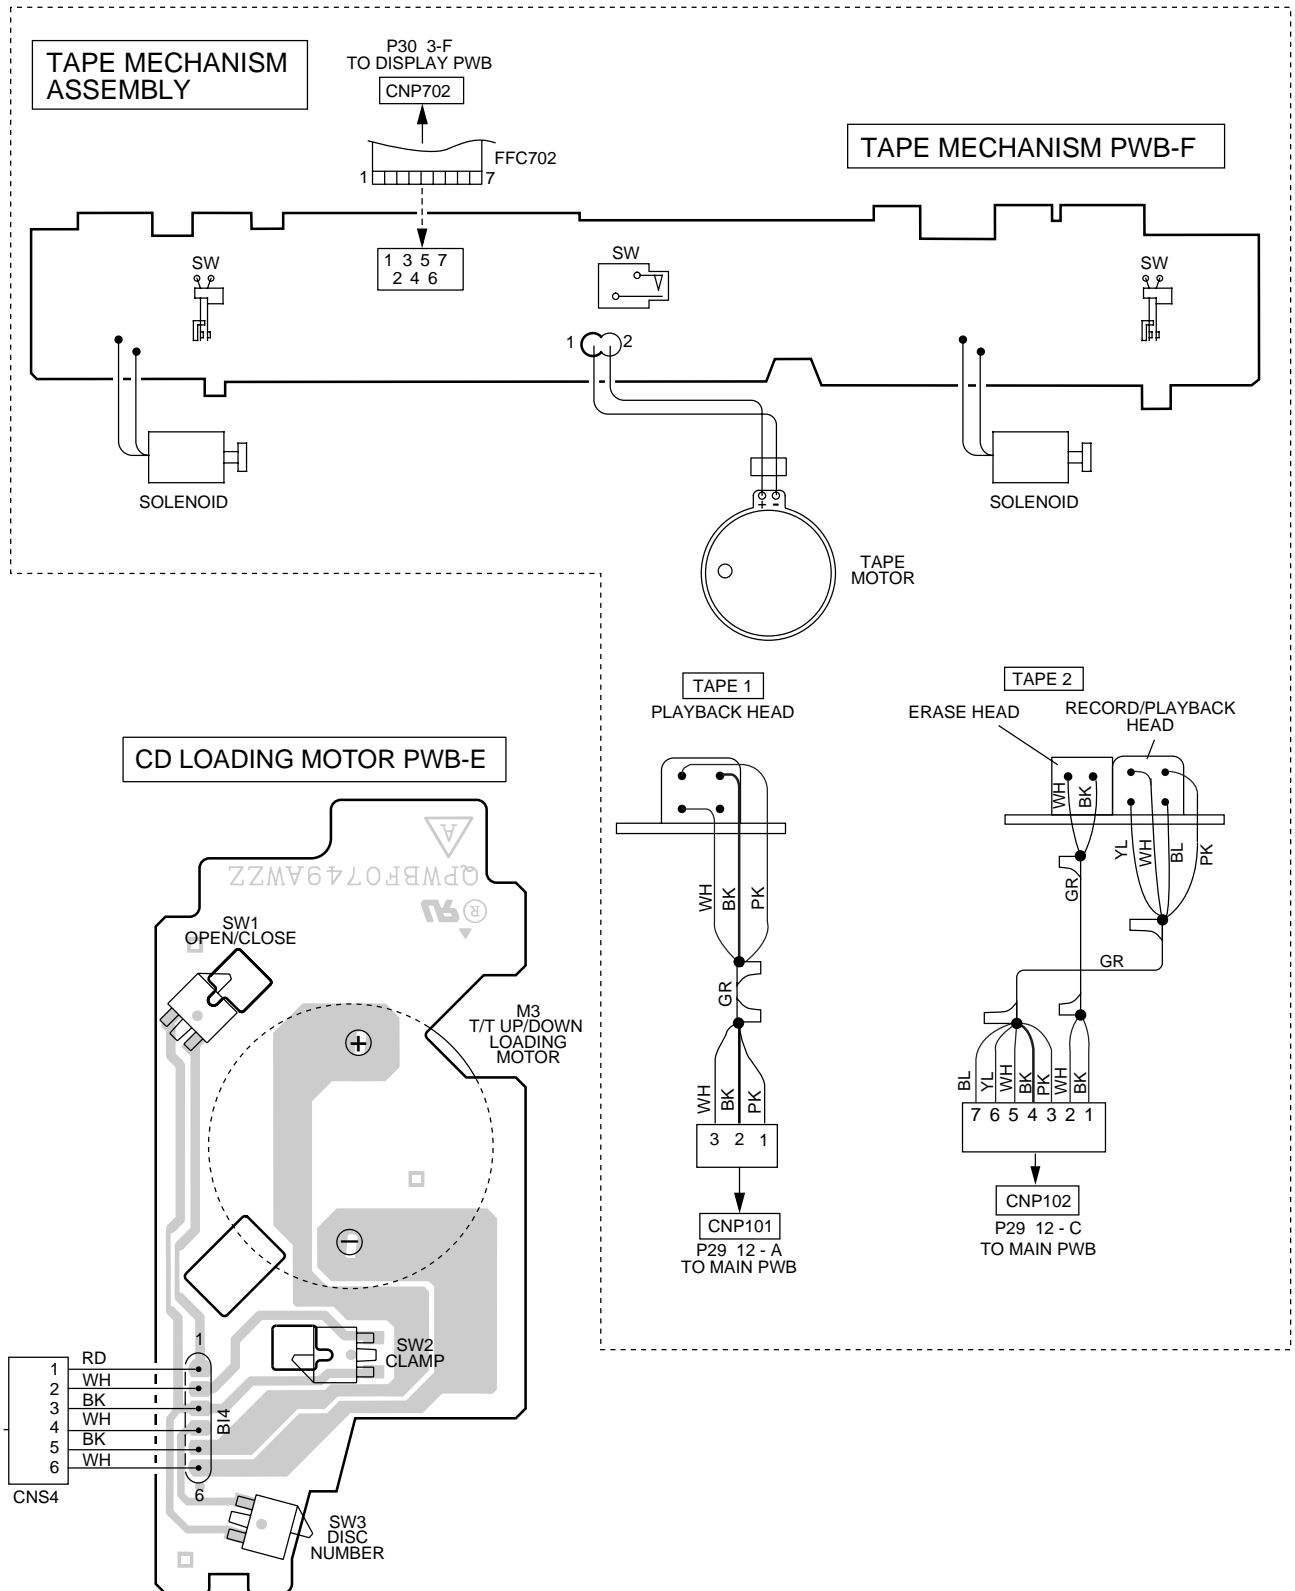 TAPE MECHANISM
ASSEMBLY
P30 3-F
TO DISPLAY PWB
CNP702
FFC702
1 7
TAPE MECHANISM PWB-F
1 3 5 7
2 4 6
SW
SW
SW
1 2
SOLENOID
SOLENOID
+ -
TAPE
MOTOR
TAPE 1
PLAYBACK HEAD
TAPE 2
ERASE HEAD
RECORD/PLAYBACK
HEAD
WH BK
YL WH BL PK
WH BK PK
GR
GR
GR
WH BK PK
3 2 1
CNP101
P29 12 - A
TO MAIN PWB
BL YL WH BK PK WH BK
7 6 5 4 3 2 1
CNP102
P29 12 - C
TO MAIN PWB
CD LOADING MOTOR PWB-E
A
QPWBF0749AWZZ
®
SW1
OPEN/CLOSE
M3
T/T UP/DOWN
LOADING
MOTOR
+
−
SW2
CLAMP
1
BI4
6
1 RD
2 WH
3 BK
4 WH
5 BK
6 WH
CNS4
SW3
DISC
NUMBER